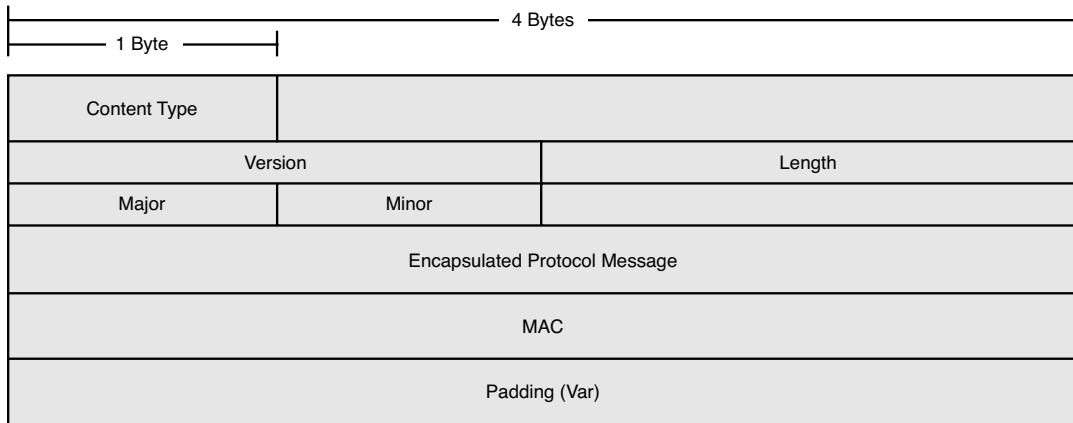 4 Bytes
1 Byte
Content Type
Version
Length
Major
Minor
Encapsulated Protocol Message
MAC
Padding (Var)